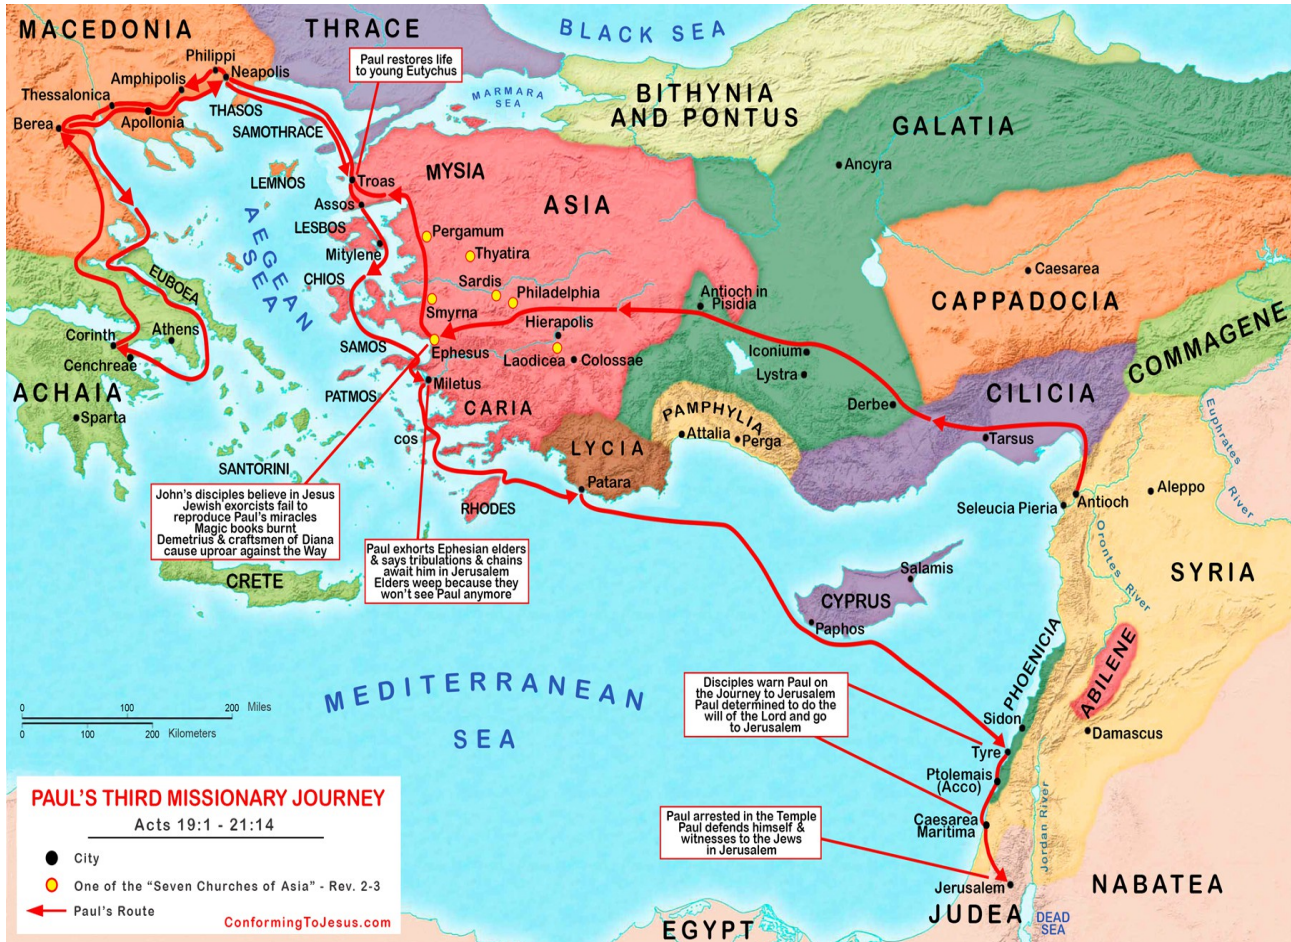 MACEDONIA
THRACE
BLACK SEA
Philippi
Neapolis
Amphipolis
Thessalonica
Apollonia
Berea
THASOS
SAMOTHRACE
Paul restores life
to young Eutychus
MARMARA
SEA
BITHYNIA
AND PONTUS
GALATIA
Ancyra
LEMNOS
Troas
MYSIA
ASIA
Assos
LESBOS
Mitylene
AEGEAN
SEA
Pergamum
Thyatira
CHIOS
Sardis
Philadelphia
Smyrna
EUBOEA
Antioch in
Pisidia
Caesarea
CAPPADOCIA
COMMAGENE
Corinth
Athens
Cenchreae
ACHAIA
Sparta
SAMOS
Ephesus
Hierapolis
Laodicea
Colossae
Iconium
Lystra
Derbe
CILICIA
Tarsus
PATMOS
Miletus
CARIA
PAMPHYLIA
Attalia
Perga
Euphrates
River
COS
LYCIA
Patara
SANTORINI
RHODES
Seleucia Pieria
Antioch
Aleppo
Orontes
River
John's disciples believe in Jesus
Jewish exorcists fail to
reproduce Paul's miracles
Magic books burnt
Demetrius & craftsmen of Diana
cause uproar against the Way
Paul exhorts Ephesian elders
& says tribulations & chains
await him in Jerusalem
Elders weep because they
won't see Paul anymore
CRETE
Salamis
CYPRUS
Paphos
SYRIA
PHOENICIA
ABILENE
MEDITERRANEAN
SEA
Disciples warn Paul on
the Journey to Jerusalem
Paul determined to do the
will of the Lord and go
to Jerusalem
Sidon
Damascus
Tyre
Ptolemais
(Acco)
Caesarea
Maritima
Jordan River
Paul arrested in the Temple
Paul defends himself &
witnesses to the Jews
in Jerusalem
Jerusalem
JUDEA
DEAD
SEA
NABATEA
EGYPT
0 100 200 Miles
0 100 200 Kilometers
PAUL'S THIRD MISSIONARY JOURNEY
Acts 19:1 - 21:14
City
One of the "Seven Churches of Asia" - Rev. 2-3
Paul's Route
ConformingToJesus.com